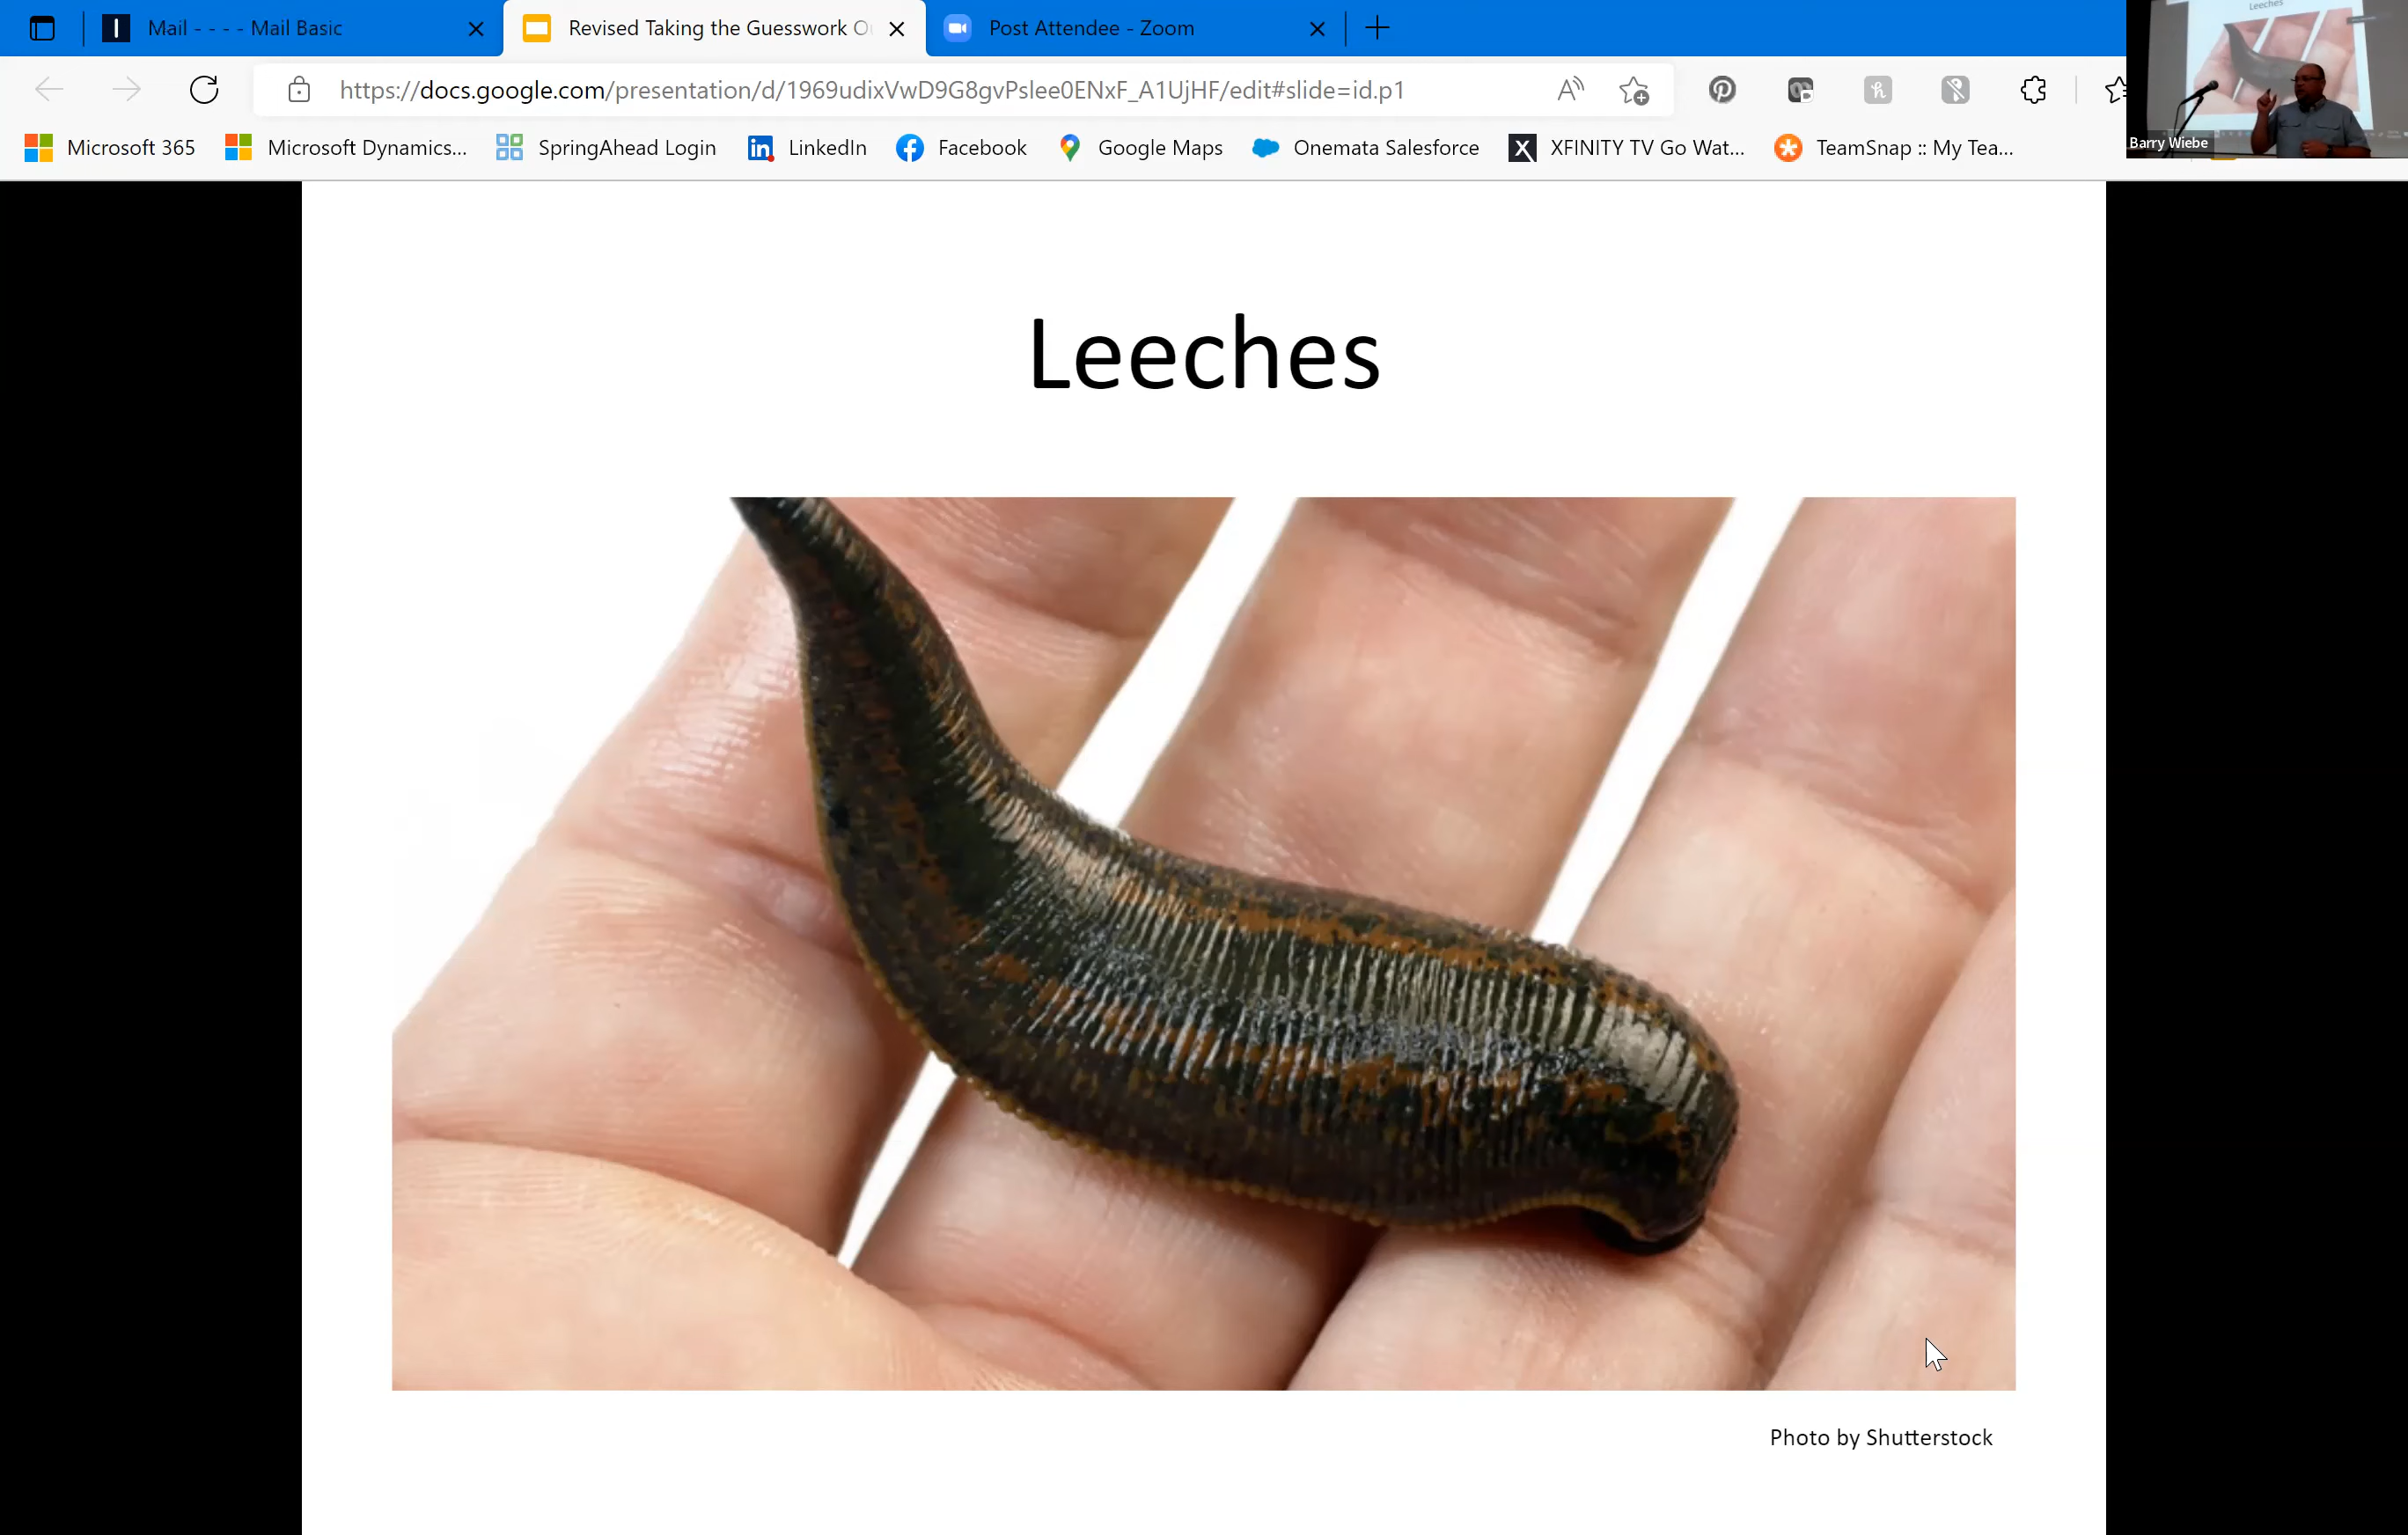 Mail - - - - Mail Basic
Revised Taking the Guesswork O
Post Attendee - Zoom
https://docs.google.com/presentation/d/1969udixVwD9G8gvPslee0ENxF_A1UjHF/edit#slide=id.p1
Microsoft 365
Microsoft Dynamics...
SpringAhead Login
LinkedIn
Facebook
Google Maps
Onemata Salesforce
XFINITY TV Go Wat...
TeamSnap :: My Tea...
Leeches
Barry Wiebe
Leeches
Photo by Shutterstock